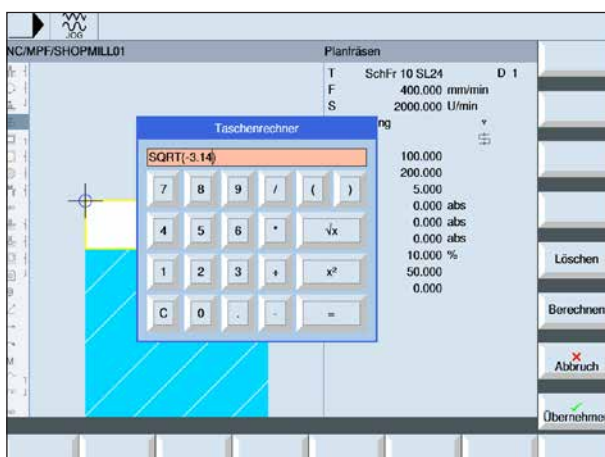 JOG
NC/MPF/SHOPMILL01
Planfräsen
T SchFr 10 SL24 D 1
F 400.000 mm/min
S 2000.000 U/min
ng
100.000
200.000
5.000
0.000 abs
0.000 abs
0.000 abs
10.000 %
50.000
0.000
Taschenrechner
SQRT(-3.14)
7 8 9 / ( )
4 5 6 * √x
1 2 3 + x²
C 0 . - =
Löschen
Berechnen
Abbruch
Übernehme